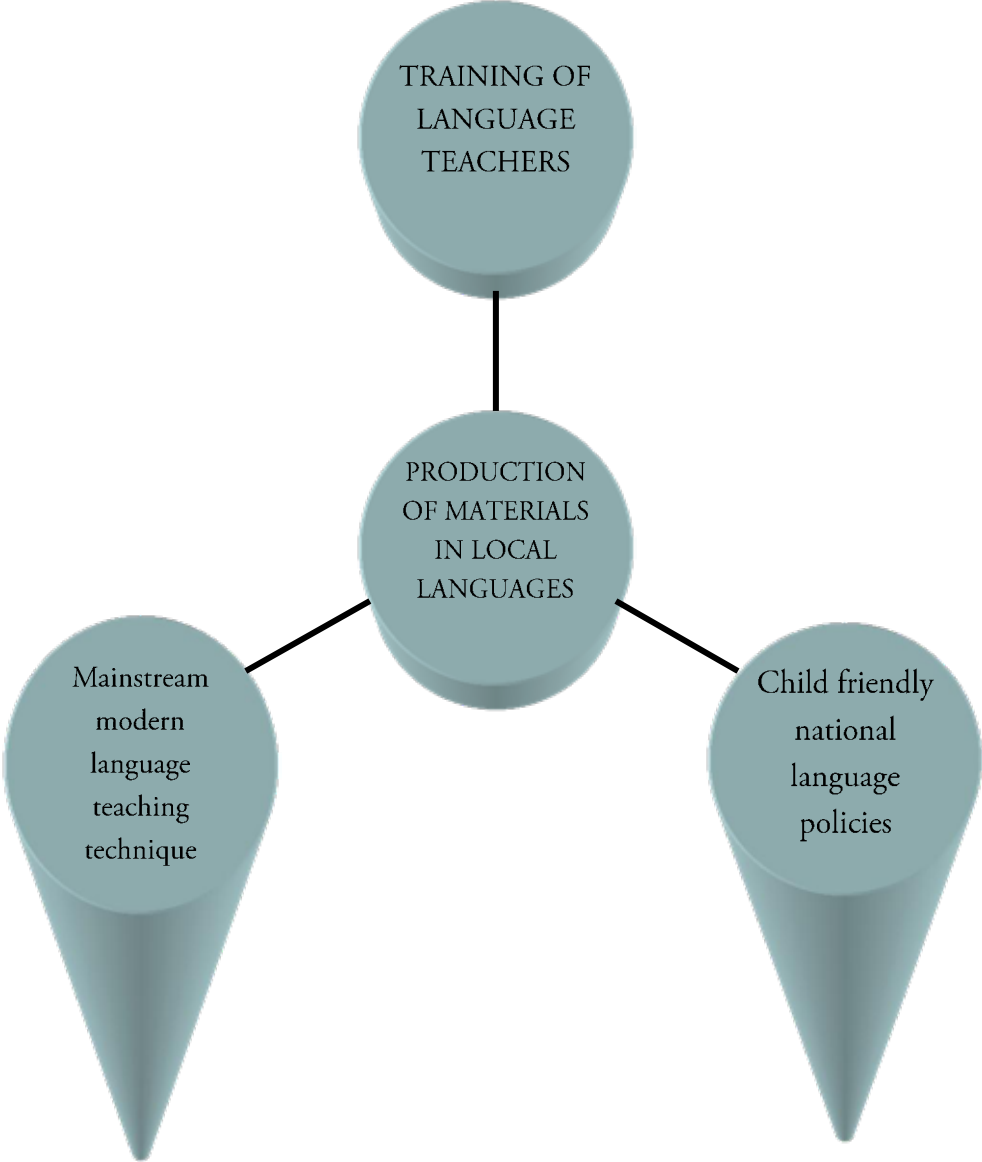 TRAINING OF
LANGUAGE
TEACHERS
PRODUCTION
OF MATERIALS
IN LOCAL
LANGUAGES
Mainstream
modern
language
teaching
technique
Child friendly
national
language
policies